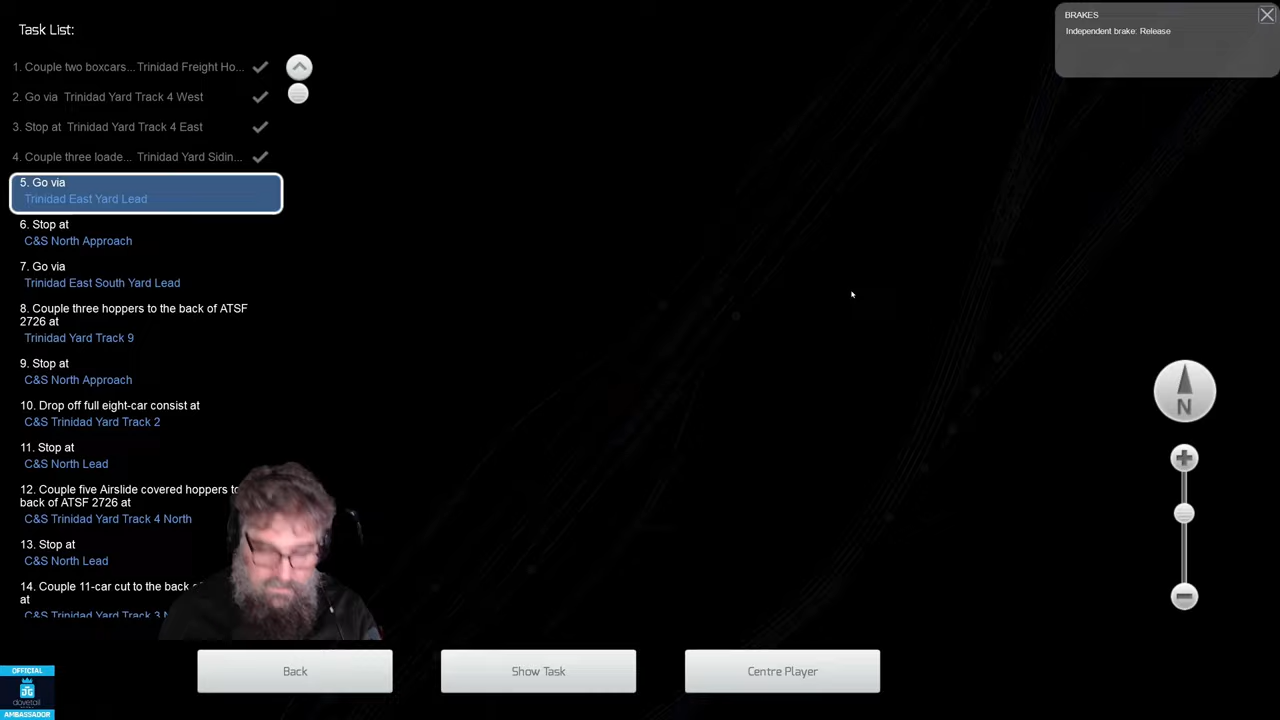 Task List:
BRAKES
Independent brake: Release
1. Couple two boxcars... Trinidad Freight Ho...
2. Go via Trinidad Yard Track 4 West
3. Stop at Trinidad Yard Track 4 East
4. Couple three loade... Trinidad Yard Sidin...
5. Go via
Trinidad East Yard Lead
6. Stop at
C&S North Approach
7. Go via
Trinidad East South Yard Lead
8. Couple three hoppers to the back of ATSF
2726 at
Trinidad Yard Track 9
9. Stop at
C&S North Approach
10. Drop off full eight-car consist at
C&S Trinidad Yard Track 2
11. Stop at
C&S North Lead
12. Couple five Airslide covered hoppers to
back of ATSF 2726 at
C&S Trinidad Yard Track 4 North
13. Stop at
C&S North Lead
14. Couple 11-car cut to the back
at
C&S Trinidad Yard Track 3
N
Back
Show Task
Centre Player
OFFICIAL
dovetail
AMBASSADOR